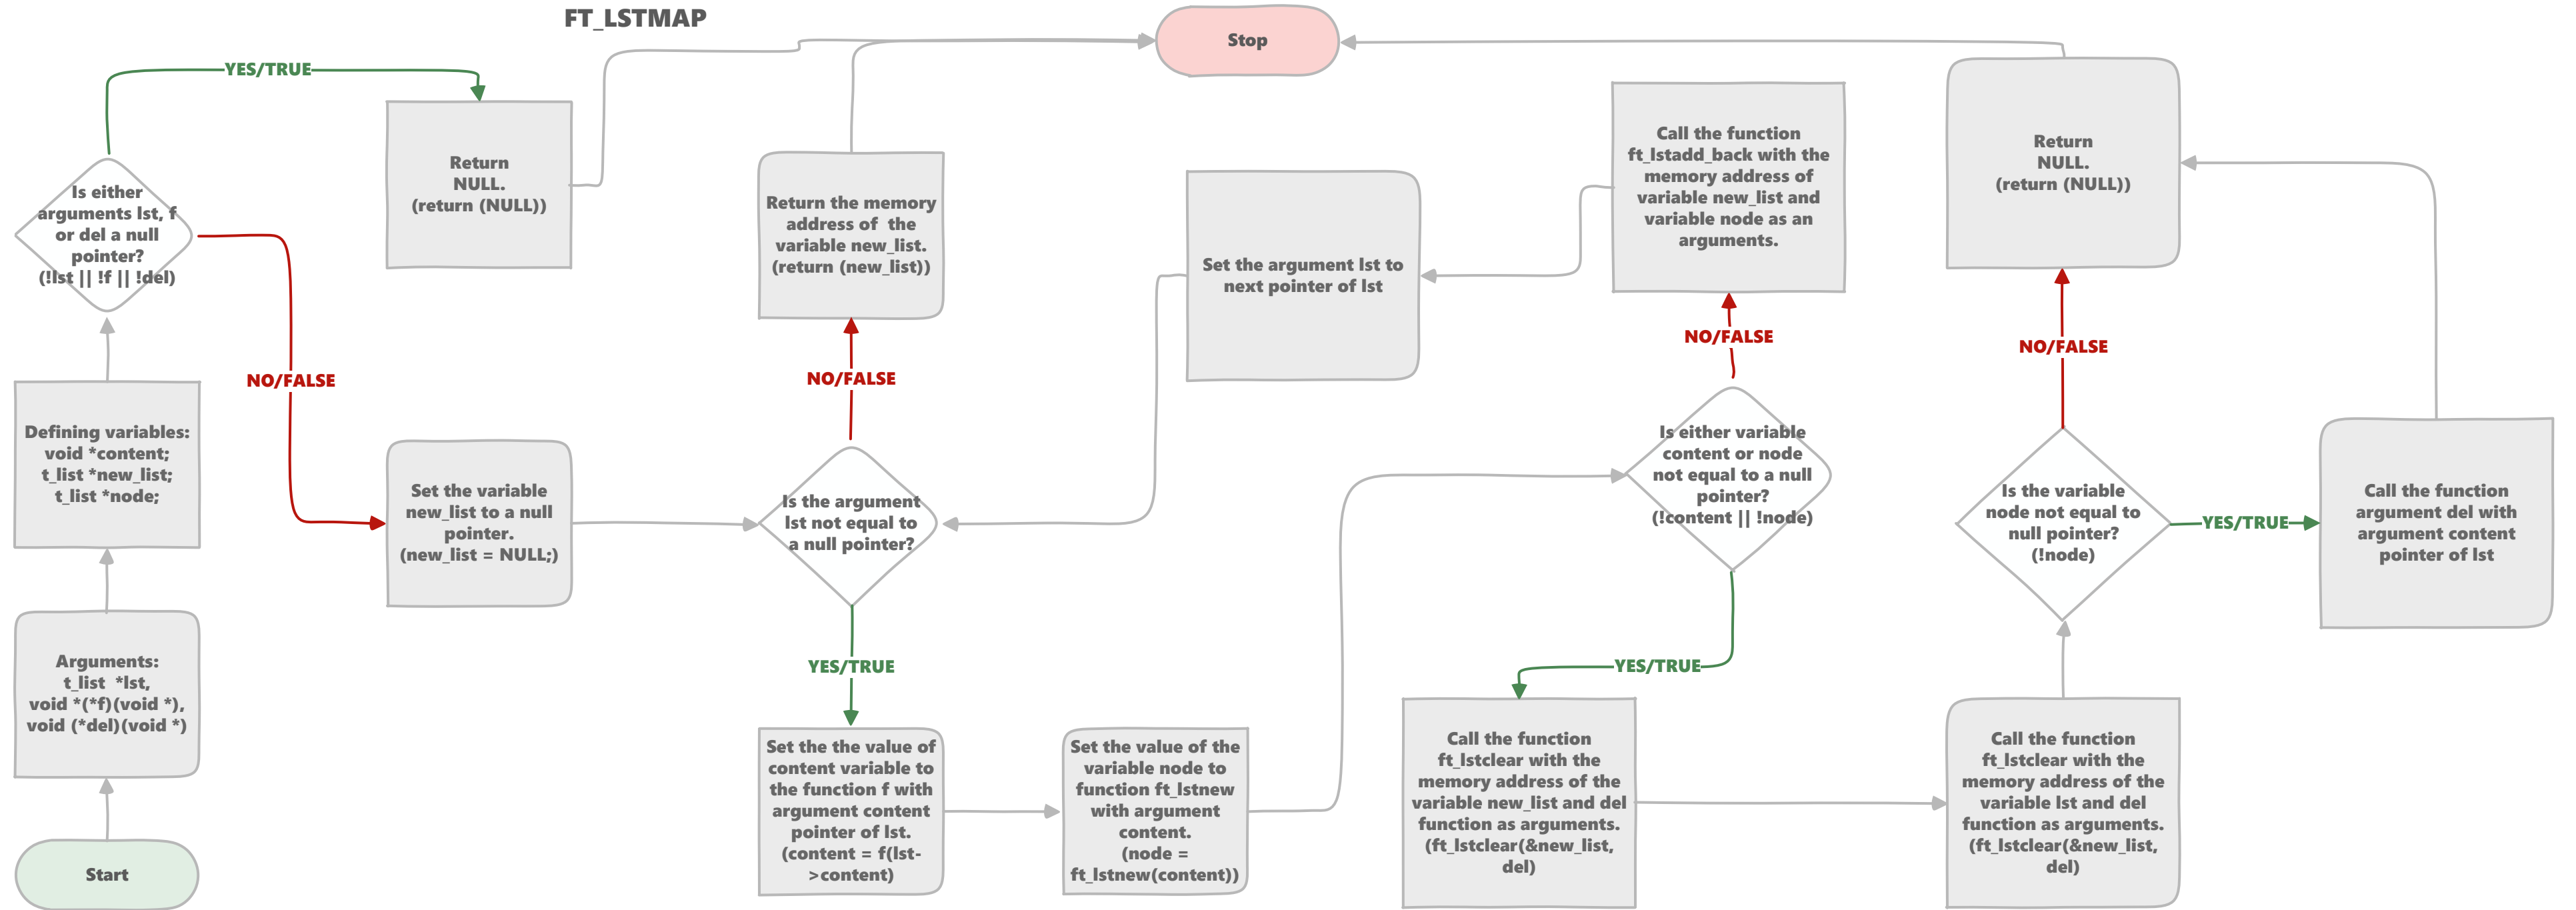 FT_LSTMAP
Start
Arguments:
t_list *lst,
void *(*f)(void *),
void (*del)(void *)
Defining variables:
void *content;
t_list *new_list;
t_list *node;
Is either
arguments lst, f
or del a null
pointer?
(!lst || !f || !del)
YES/TRUE
Return
NULL.
(return (NULL))
NO/FALSE
Set the variable
new_list to a null
pointer.
(new_list = NULL;)
Is the argument
lst not equal to
a null pointer?
NO/FALSE
Return the memory
address of the
variable new_list.
(return (new_list))
Stop
YES/TRUE
Set the the value of
content variable to
the function f with
argument content
pointer of lst.
(content = f(lst-
>content)
Set the value of the
variable node to
function ft_lstnew
with argument
content.
(node =
ft_lstnew(content))
Is either variable
content or node
not equal to a null
pointer?
(!content || !node)
NO/FALSE
Call the function
ft_lstadd_back with the
memory address of
variable new_list and
variable node as an
arguments.
Set the argument lst to
next pointer of lst
YES/TRUE
Call the function
ft_lstclear with the
memory address of the
variable new_list and del
function as arguments.
(ft_lstclear(&new_list,
del)
Call the function
ft_lstclear with the
memory address of the
variable lst and del
function as arguments.
(ft_lstclear(&new_list,
del)
Is the variable
node not equal to
null pointer?
(!node)
NO/FALSE
Return
NULL.
(return (NULL))
YES/TRUE
Call the function
argument del with
argument content
pointer of lst